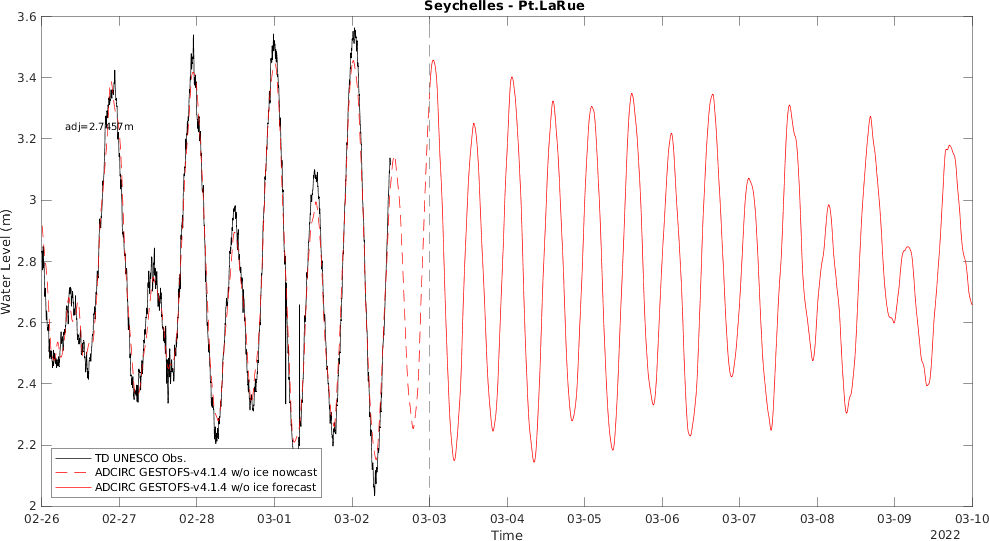 Seychelles - Pt.LaRue
3.6
3.4
3.2
3
2.8
2.6
2.4
2.2
2
Water Level (m)
adj=2.7457m
TD UNESCO Obs.
ADCIRC GESTOFS-v4.1.4 w/o ice nowcast
ADCIRC GESTOFS-v4.1.4 w/o ice forecast
02-26 02-27 02-28 03-01 03-02 03-03 03-04 03-05 03-06 03-07 03-08 03-09 03-10
Time
2022